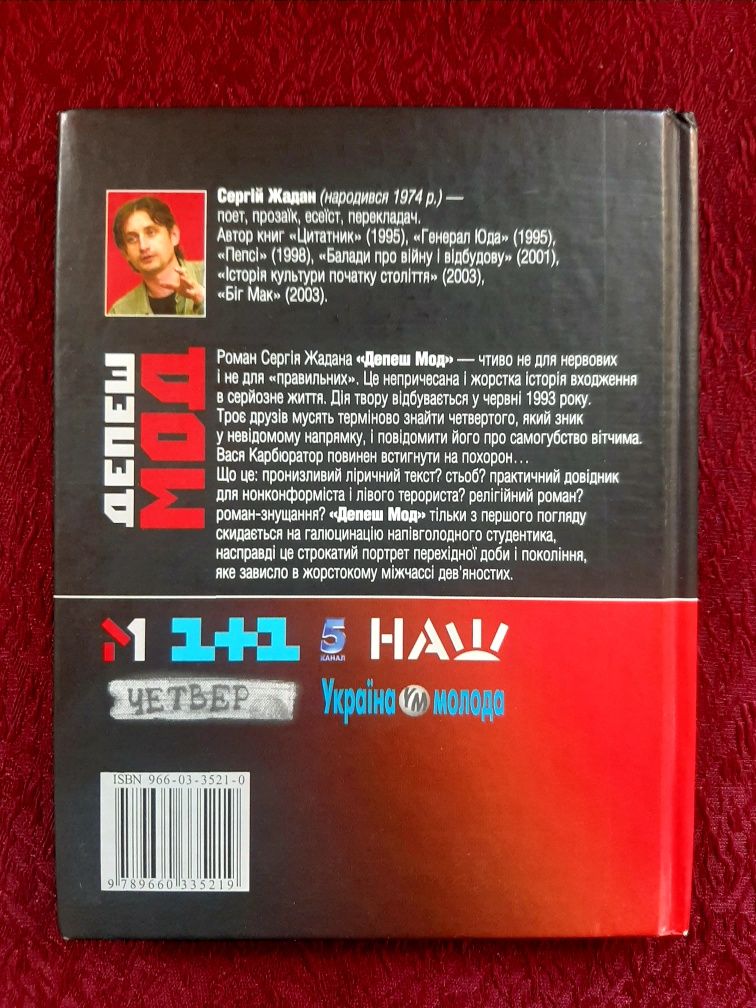 Сергій Жадан (народився 1974 р.) —
поет, прозаїк, есеїст, перекладач.
Автор книг «Цитатник» (1995), «Генерал Юда» (1995),
«Пепсі» (1998), «Балади про війну і відбудову» (2001),
«Історія культури початку століття» (2003),
«Біг Мак» (2003).
ДЕПЕШ
МОД
Роман Сергія Жадана «Депеш Мод» — чтиво не для нервових
і не для «правильних». Це непричесана і жорстка історія входження
в серйозне життя. Дія твору відбувається у червні 1993 року.
Троє друзів мусять терміново знайти четвертого, який зник
у невідомому напрямку, і повідомити його про самогубство вітчима.
Вася Карбюратор повинен встигнути на похорон...
Що це: пронизливий ліричний текст? стьоб? практичний довідник
для нонконформіста і лівого терориста? релігійний роман?
роман-знущання? «Депеш Мод» тільки з першого погляду
скидається на галюцинацію напівголодного студентика,
насправді це строкатий портрет перехідної доби і покоління,
яке зависло в жорстокому міжчассі дев’яностих.
М1 1+1 5 КАНАЛ НАШ
ЧЕТВЕР Україна УМ молода
ISBN 966-03-3521-0
9 789660 335219